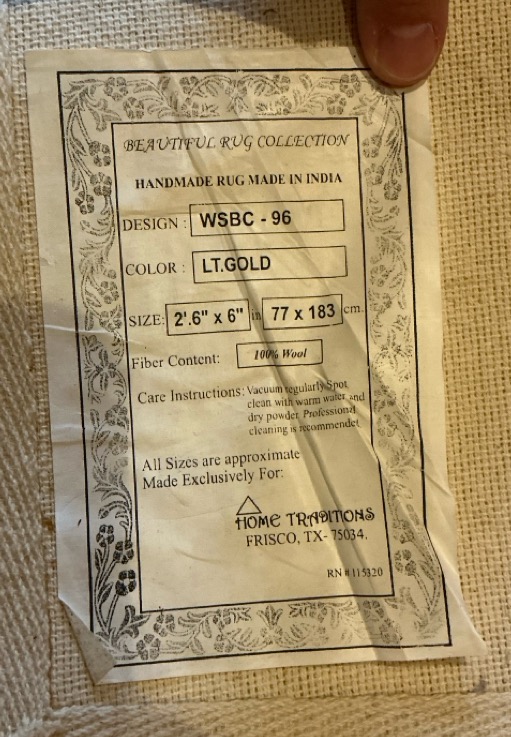 BEAUTIFUL RUG COLLECTION
HANDMADE RUG MADE IN INDIA
DESIGN : WSBC - 96
COLOR : LT.GOLD
SIZE: 2'.6" x 6" in 77 x 183 cm.
Fiber Content: 100% Wool
Care Instructions: Vacuum regularly Spot
clean with warm water and
dry powder. Professional
cleaning is recommendet
All Sizes are approximate
Made Exclusively For:
HOME TRADITIONS
FRISCO, TX- 75034.
RN # 115320